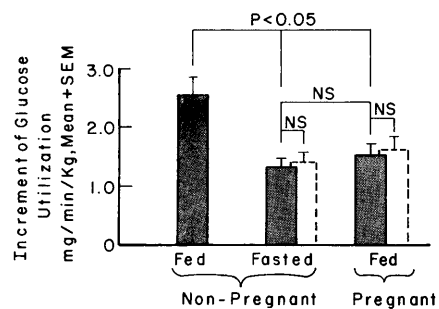 P<0.05
Increment of Glucose
Utilization
mg/min/Kg, Mean+SEM
3.0
2.0
1.0
0
NS
NS
NS
Fed
Fasted
Fed
Non-Pregnant
Pregnant